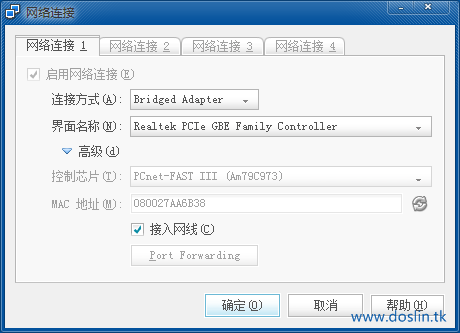 网络连接
网络连接 1 网络连接 2 网络连接 3 网络连接 4
启用网络连接(E)
连接方式(A): Bridged Adapter
界面名称(N): Realtek PCIe GBE Family Controller
高级(d)
控制芯片(T): PCnet-FAST III (Am79C973)
MAC 地址(M): 080027AA6B38
接入网线(C)
Port Forwarding
确定(O) 取消 帮助(H)
www.doslin.tk